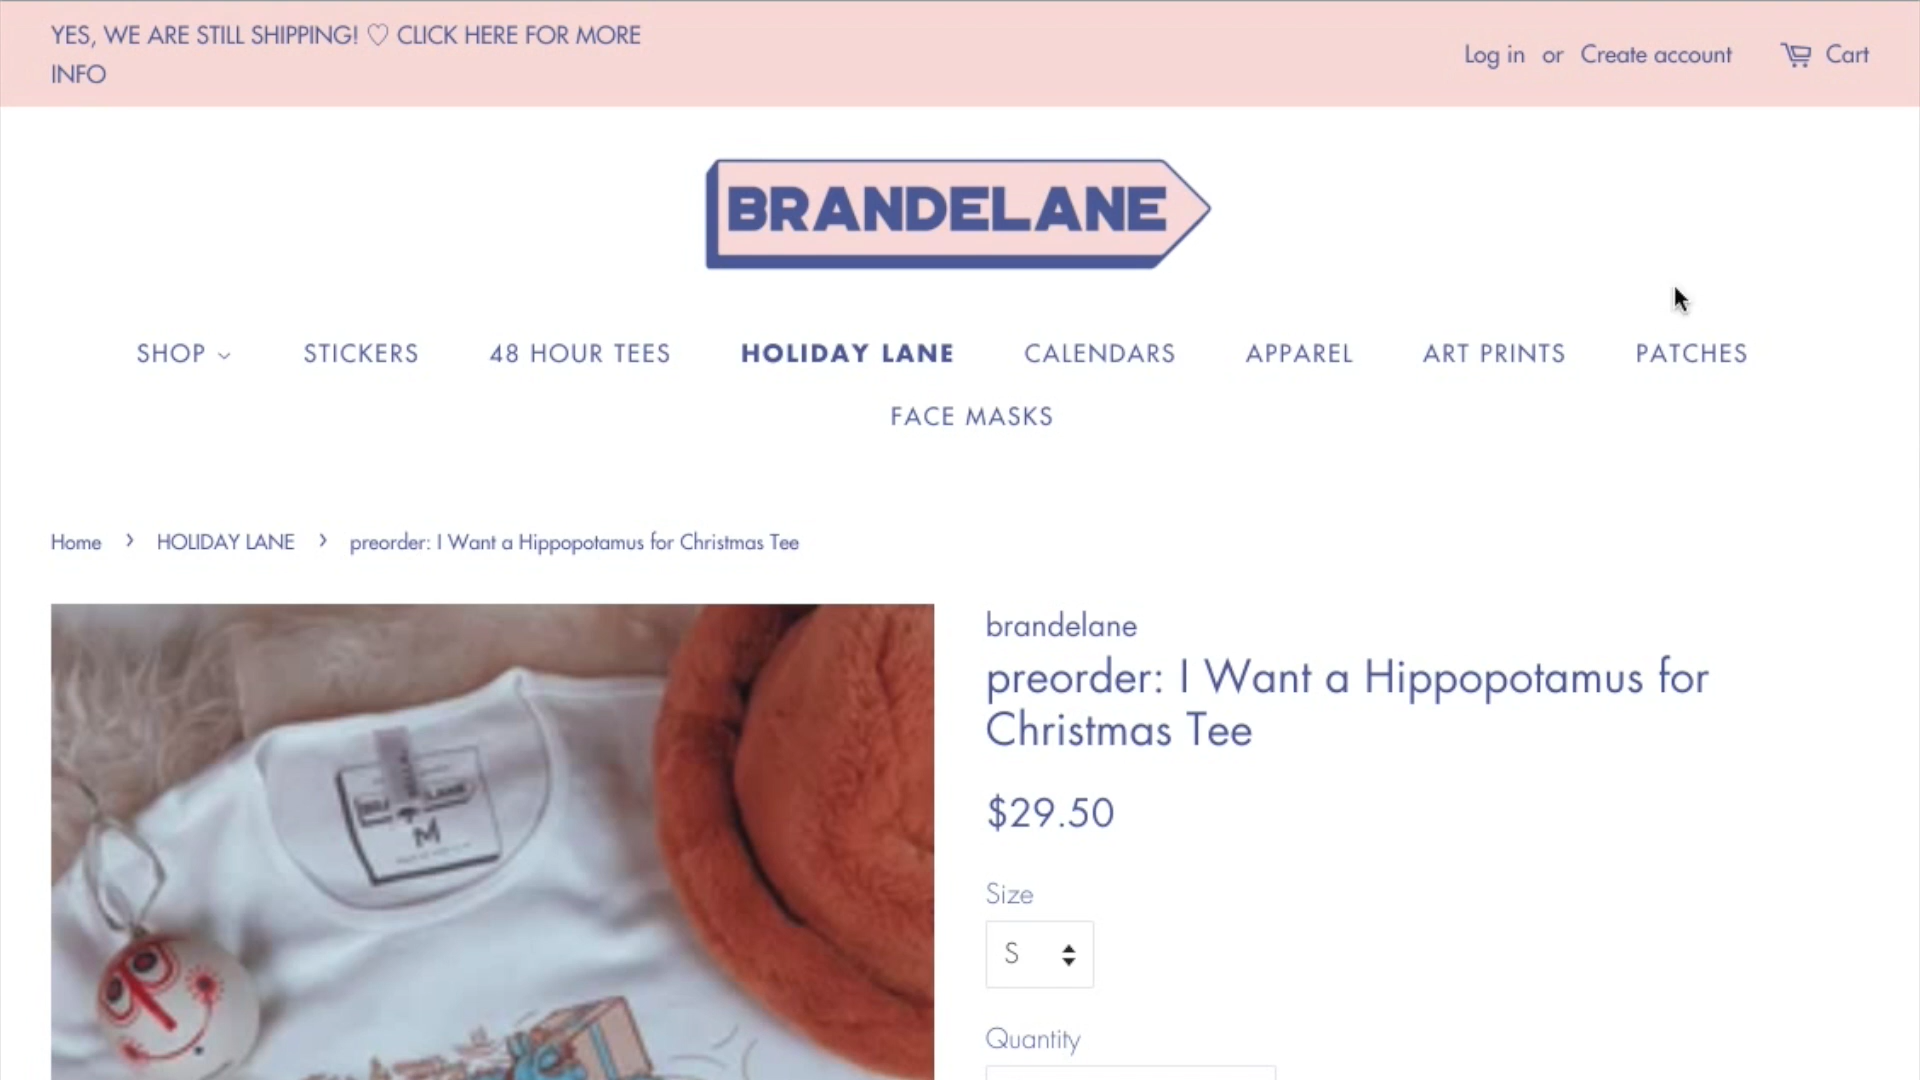 YES, WE ARE STILL SHIPPING! ♡ CLICK HERE FOR MORE
INFO
Log in or Create account Cart
BRANDELANE
SHOP STICKERS 48 HOUR TEES HOLIDAY LANE CALENDARS APPAREL ART PRINTS PATCHES
FACE MASKS
Home › HOLIDAY LANE › preorder: I Want a Hippopotamus for Christmas Tee
brandelane
preorder: I Want a Hippopotamus for
Christmas Tee
$29.50
Size
S
Quantity
M